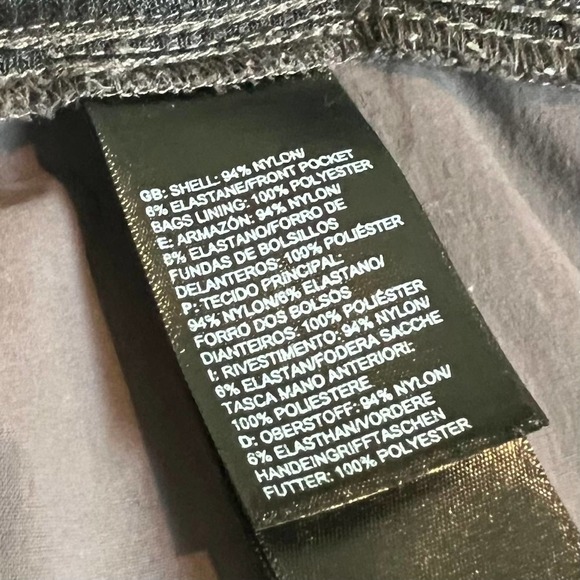 GB: SHELL: 94% NYLON/
6% ELASTANE/FRONT POCKET
BAGS LINING: 100% POLYESTER
E: ARMAZÓN: 94% NYLON/
6% ELASTANO/FORRO DE
FUNDAS DE BOLSILLOS
DELANTEROS: 100% POLIÉSTER
P: TECIDO PRINCIPAL:
94% NYLON/6% ELASTANO/
FORRO DOS BOLSOS
DIANTEIROS: 100% POLIÉSTER
I: RIVESTIMENTO: 94% NYLON/
6% ELASTAN/FODERA SACCHE
TASCA MANO ANTERIORI:
100% POLIESTERE
D: OBERSTOFF: 94% NYLON/
6% ELASTHAN/VORDERE
HANDEINGRIFFTASCHEN
FUTTER: 100% POLYESTER